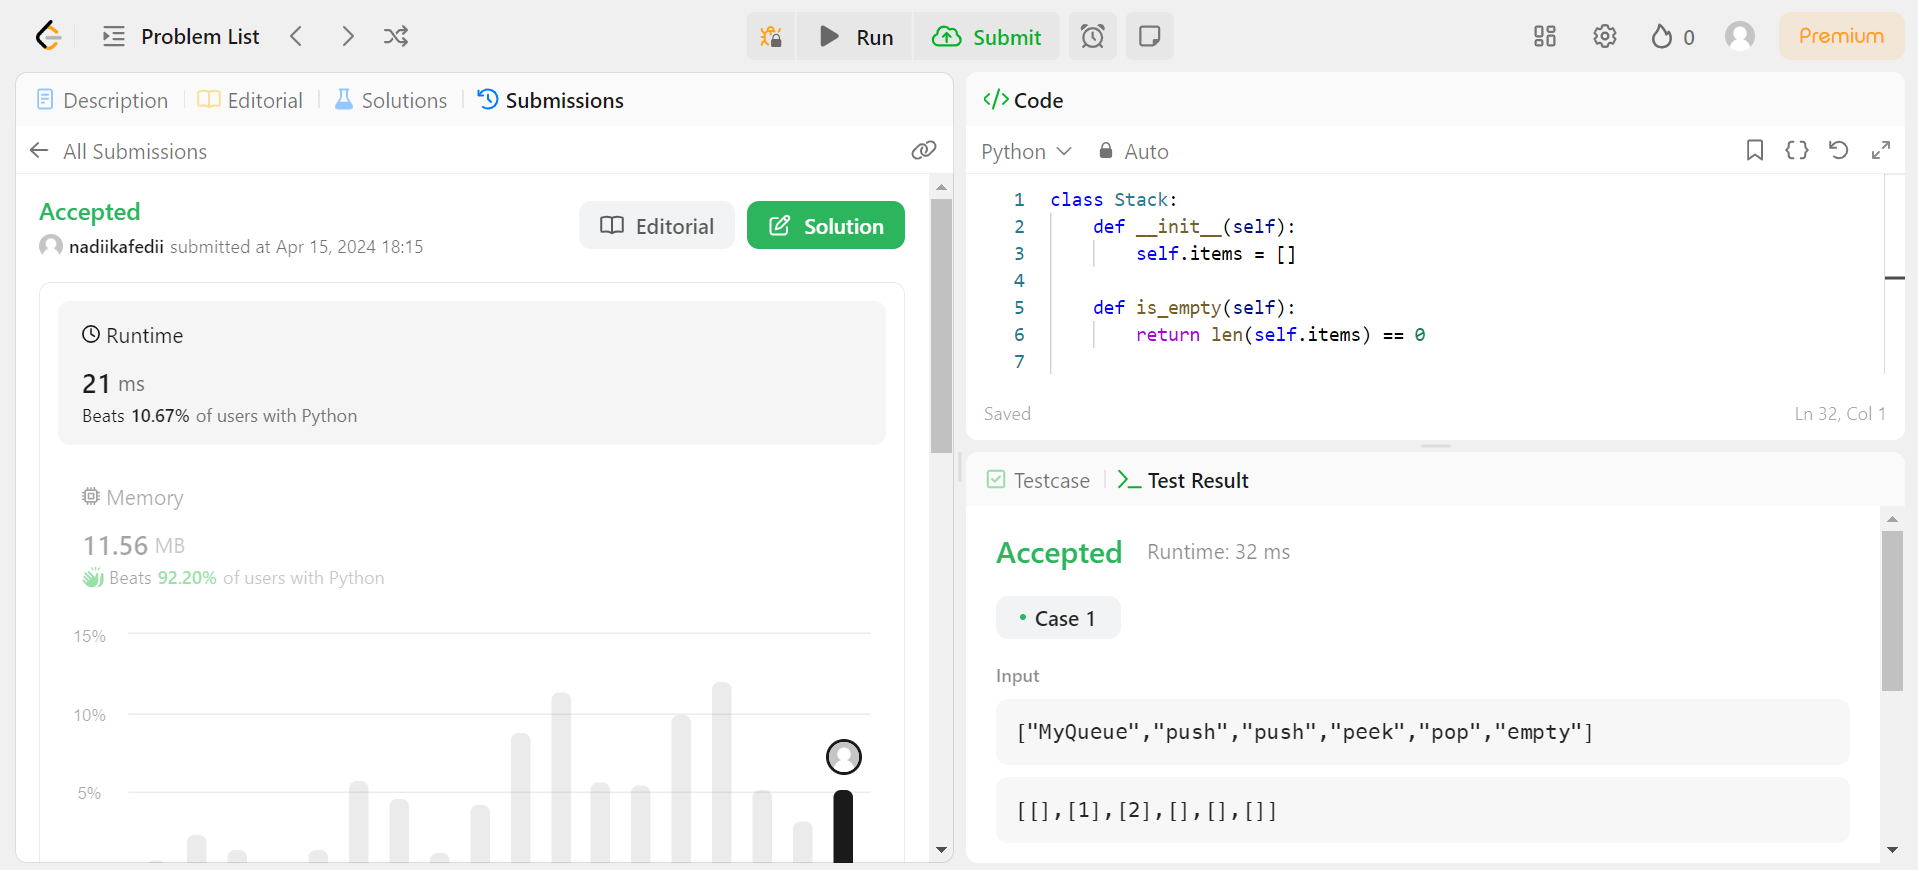 Problem List
Run
Submit
0
Premium
Description
Editorial
Solutions
Submissions
All Submissions
Accepted
nadiikafedii submitted at Apr 15, 2024 18:15
Editorial
Solution
Runtime
21 ms
Beats 10.67% of users with Python
Memory
11.56 MB
Beats 92.20% of users with Python
15%
10%
5%
Code
Python
Auto
1 class Stack:
2     def __init__(self):
3         self.items = []
4
5     def is_empty(self):
6         return len(self.items) == 0
7
Saved
Ln 32, Col 1
Testcase
Test Result
Accepted
Runtime: 32 ms
• Case 1
Input
["MyQueue","push","push","peek","pop","empty"]
[[],[1],[2],[],[],[]]